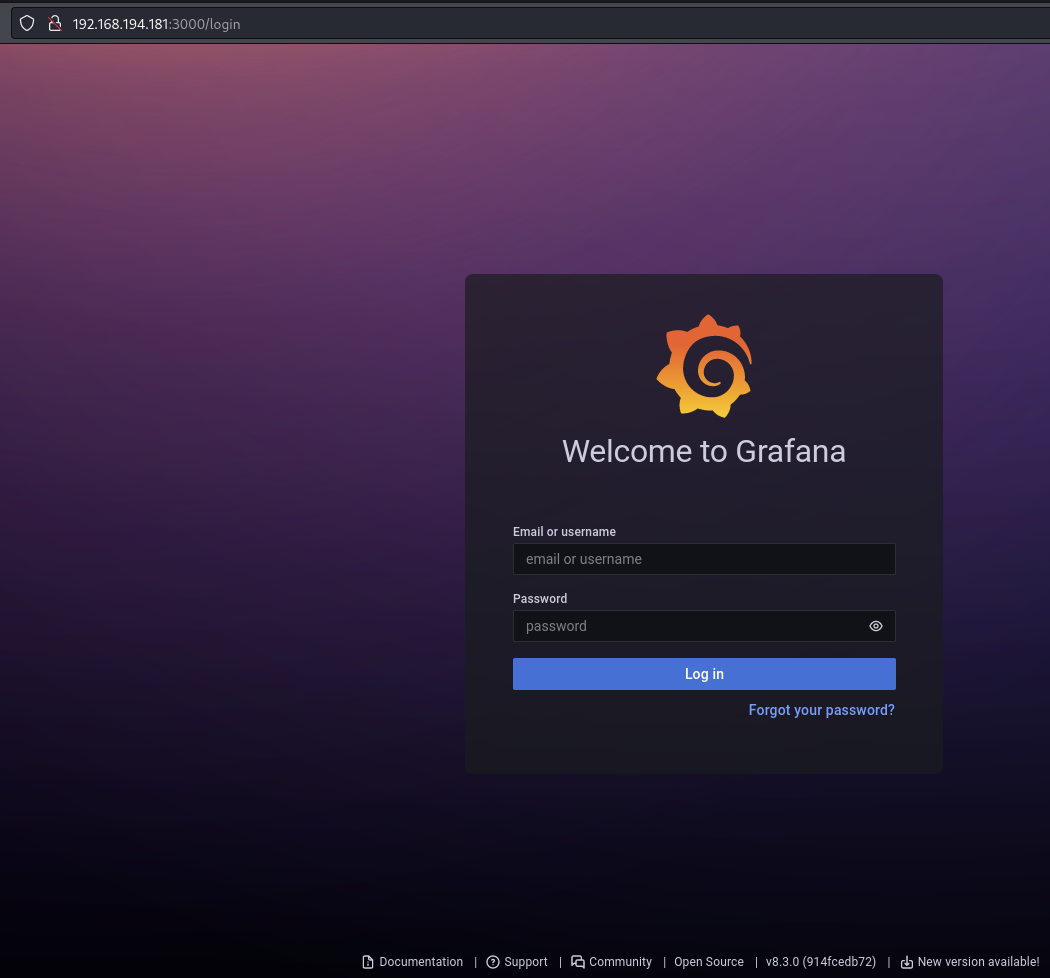 192.168.194.181:3000/login
Welcome to Grafana
Email or username
email or username
Password
password
Log in
Forgot your password?
Documentation | Support | Community | Open Source | v8.3.0 (914fcedb72) | New version available!